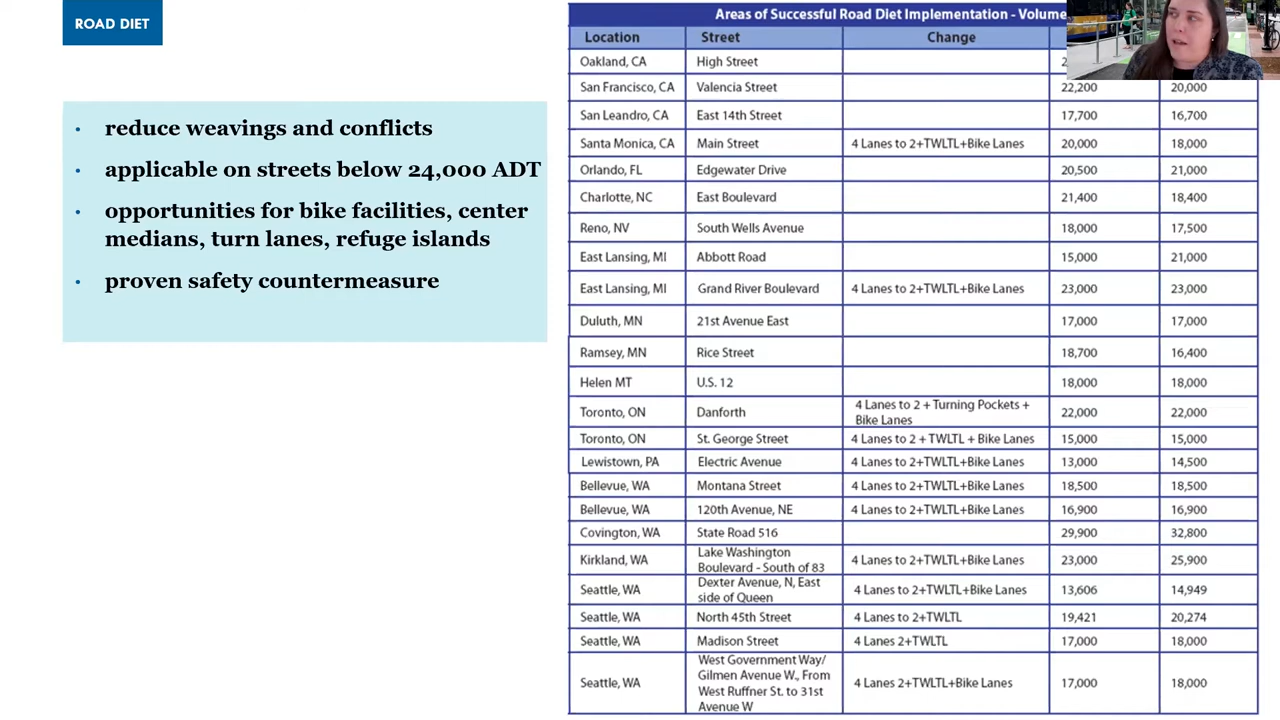 ROAD DIET
• reduce weavings and conflicts
• applicable on streets below 24,000 ADT
• opportunities for bike facilities, center
medians, turn lanes, refuge islands
• proven safety countermeasure
Areas of Successful Road Diet Implementation - Volume
Location Street Change
Oakland, CA High Street
San Francisco, CA Valencia Street 22,200 20,000
San Leandro, CA East 14th Street 17,700 16,700
Santa Monica, CA Main Street 4 Lanes to 2+TWLTL+Bike Lanes 20,000 18,000
Orlando, FL Edgewater Drive 20,500 21,000
Charlotte, NC East Boulevard 21,400 18,400
Reno, NV South Wells Avenue 18,000 17,500
East Lansing, MI Abbott Road 15,000 21,000
East Lansing, MI Grand River Boulevard 4 Lanes to 2+TWLTL+Bike Lanes 23,000 23,000
Duluth, MN 21st Avenue East 17,000 17,000
Ramsey, MN Rice Street 18,700 16,400
Helen MT U.S. 12 18,000 18,000
Toronto, ON Danforth 4 Lanes to 2 + Turning Pockets +
Bike Lanes 22,000 22,000
Toronto, ON St. George Street 4 Lanes to 2 + TWLTL + Bike Lanes 15,000 15,000
Lewistown, PA Electric Avenue 4 Lanes to 2+TWLTL+Bike Lanes 13,000 14,500
Bellevue, WA Montana Street 4 Lanes to 2+TWLTL+Bike Lanes 18,500 18,500
Bellevue, WA 120th Avenue, NE 4 Lanes to 2+TWLTL+Bike Lanes 16,900 16,900
Covington, WA State Road 516 29,900 32,800
Kirkland, WA Lake Washington
Boulevard - South of 83 4 Lanes to 2+TWLTL+Bike Lanes 23,000 25,900
Seattle, WA Dexter Avenue, N, East
side of Queen 4 Lanes to 2+TWLTL+Bike Lanes 13,606 14,949
Seattle, WA North 45th Street 4 Lanes to 2+TWLTL 19,421 20,274
Seattle, WA Madison Street 4 Lanes 2+TWLTL 17,000 18,000
Seattle, WA West Government Way/
Gilmen Avenue W., From
West Ruffner St. to 31st
Avenue W 4 Lanes 2+TWLTL+Bike Lanes 17,000 18,000